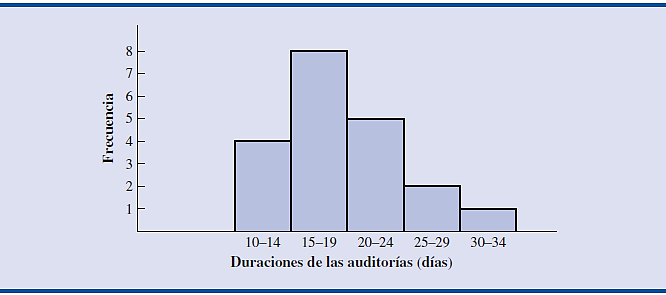 8
7
6
5
4
3
2
1
Frecuencia
10–14 15–19 20–24 25–29 30–34
Duraciones de las auditorías (días)